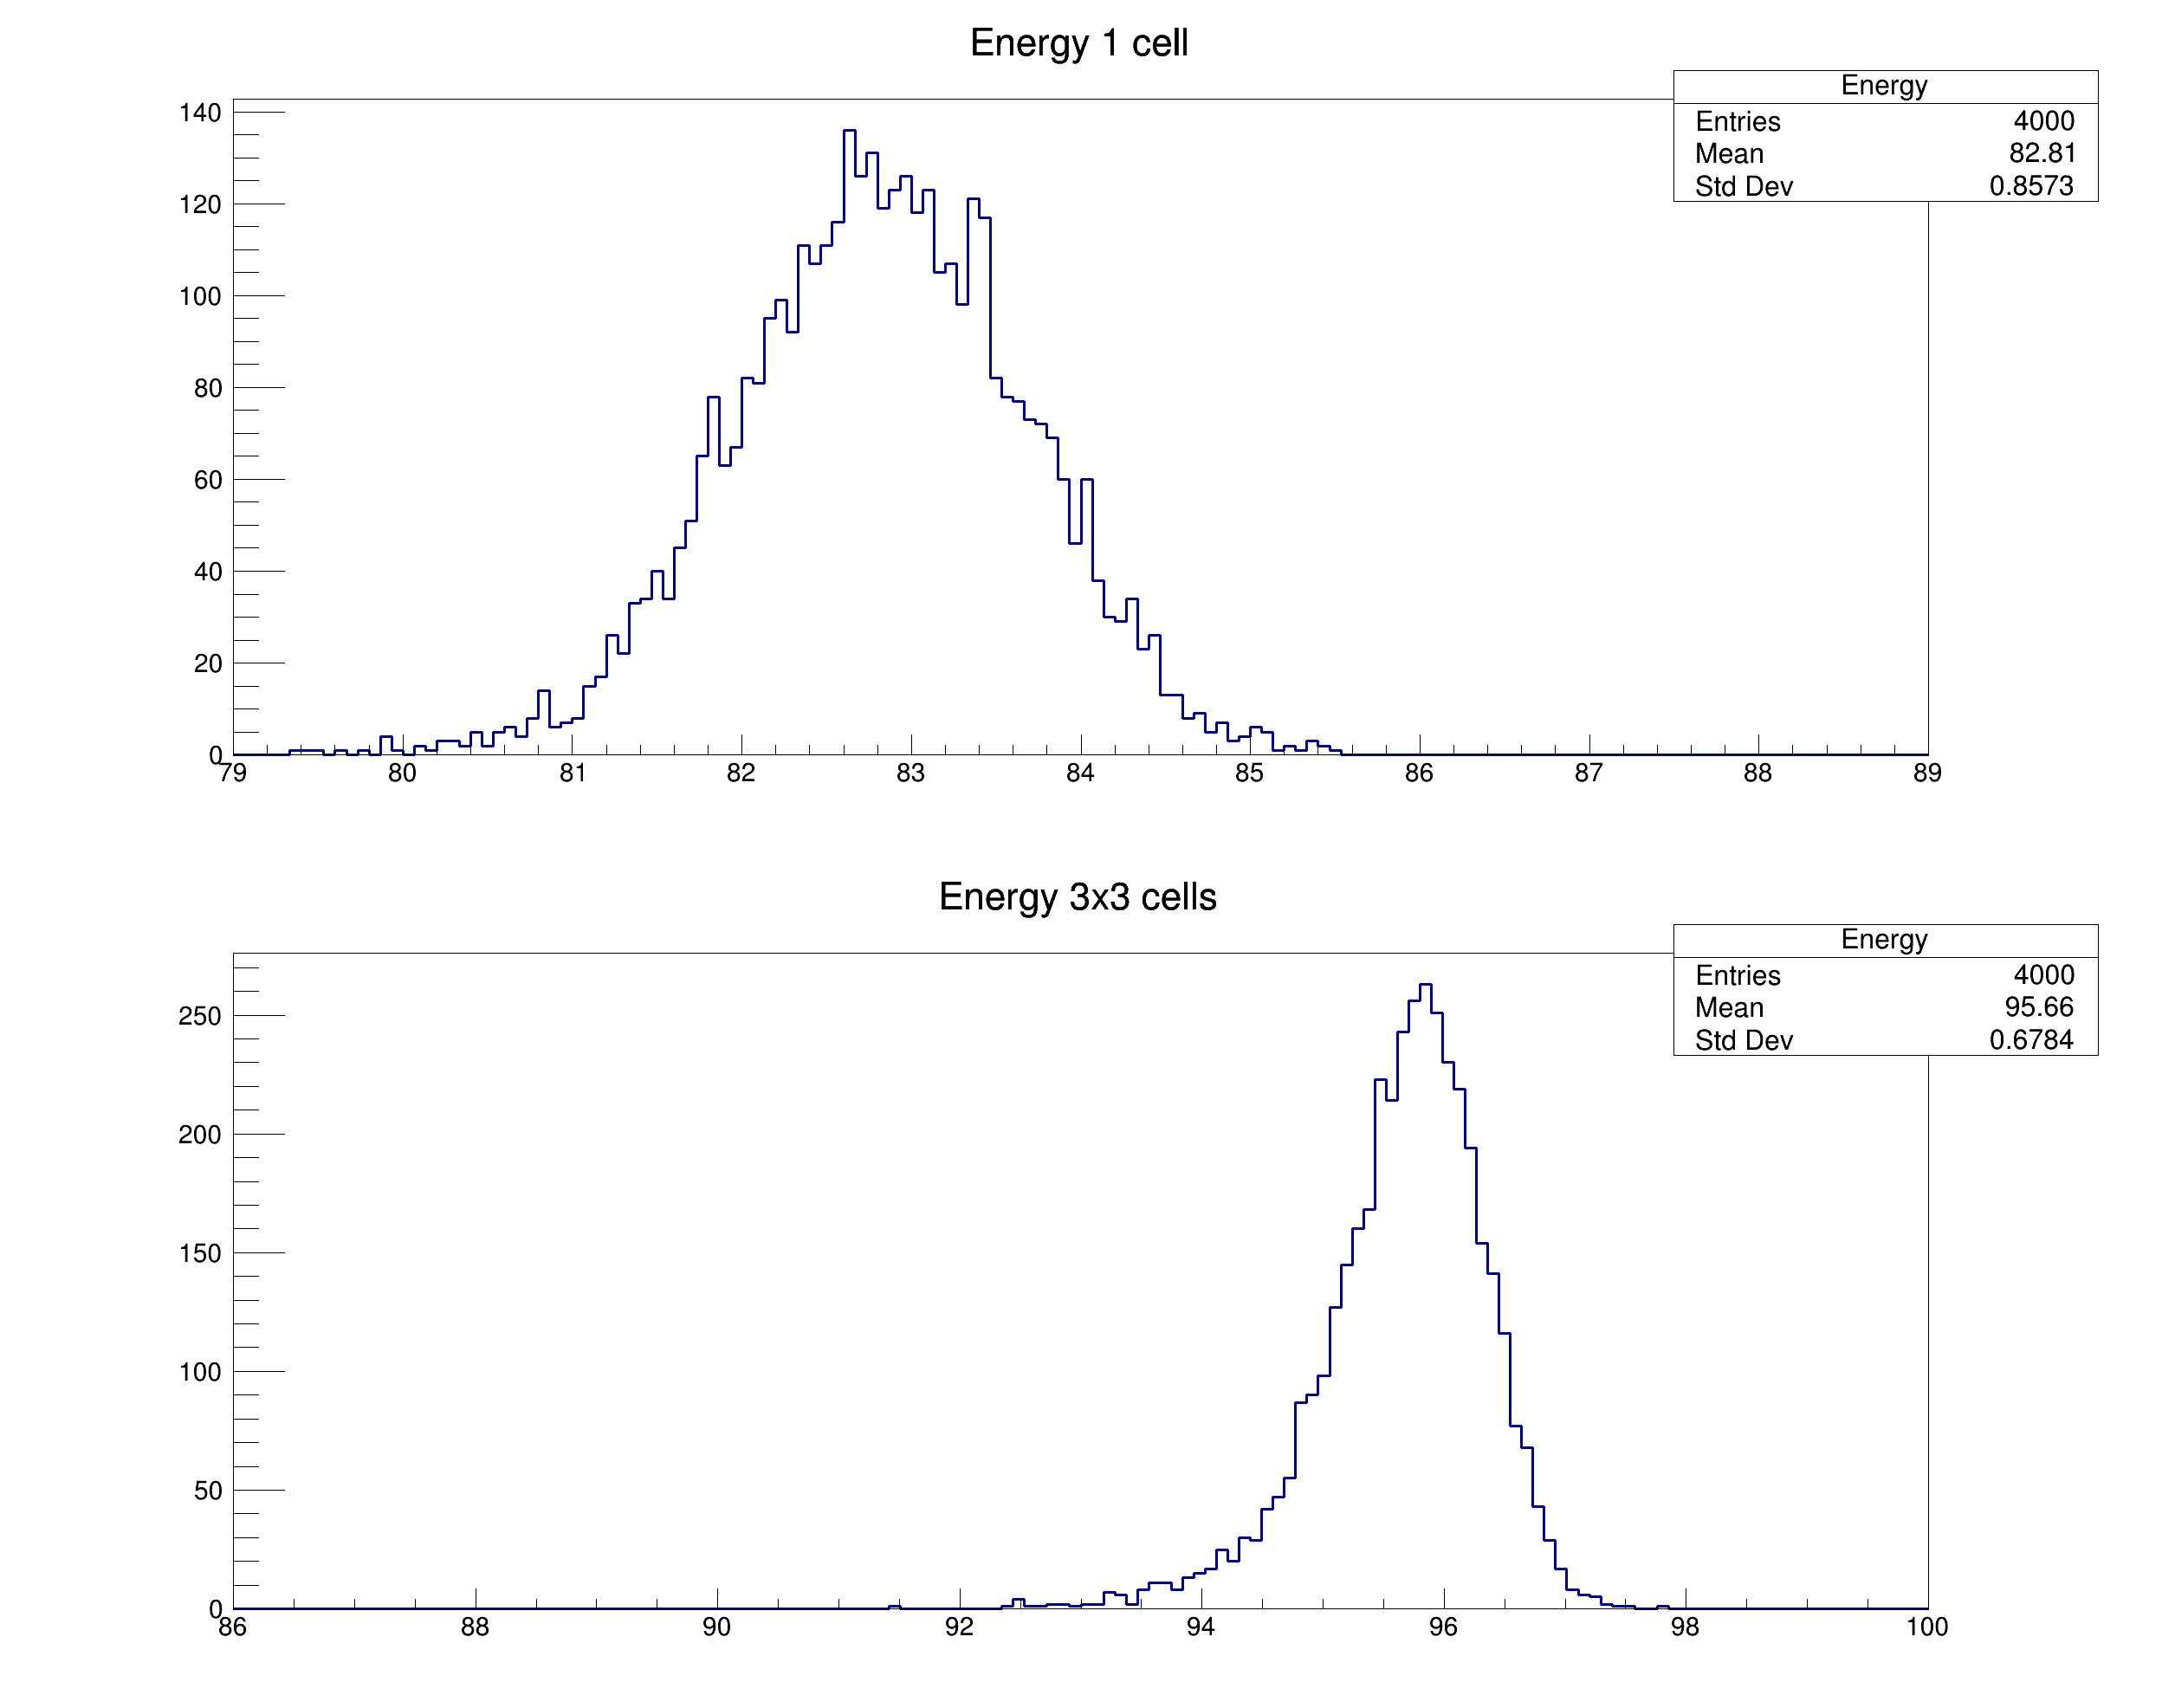 Energy 1 cell
Energy
Entries 4000
Mean 82.81
Std Dev 0.8573
140
120
100
80
60
40
20
0
79 80 81 82 83 84 85 86 87 88 89
Energy 3x3 cells
Energy
Entries 4000
Mean 95.66
Std Dev 0.6784
250
200
150
100
50
0
86 88 90 92 94 96 98 100